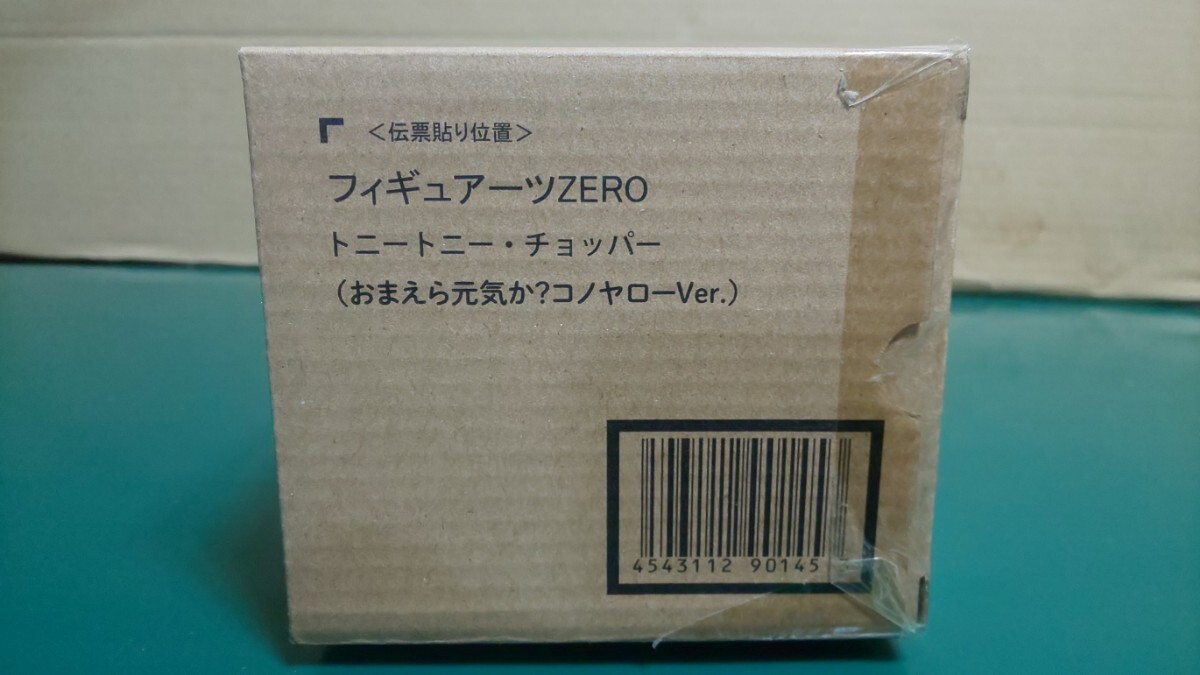 ＜伝票貼り位置＞
フィギュアーツZERO
トニートニー・チョッパー
（おまえら元気か?コノヤローVer.）
4543112 90145